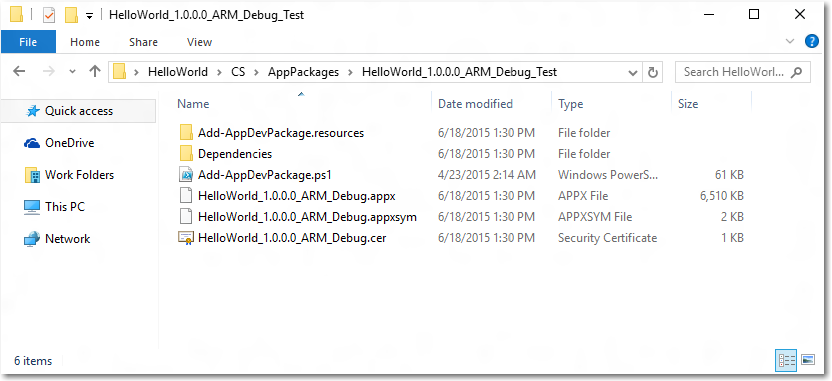 HelloWorld_1.0.0.0_ARM_Debug_Test
File Home Share View
HelloWorld CS AppPackages HelloWorld_1.0.0.0_ARM_Debug_Test Search HelloWorl...
Quick access
OneDrive
Work Folders
This PC
Network
Name Date modified Type Size
Add-AppDevPackage.resources 6/18/2015 1:30 PM File folder
Dependencies 6/18/2015 1:30 PM File folder
Add-AppDevPackage.ps1 4/23/2015 2:14 AM Windows PowerS... 61 KB
HelloWorld_1.0.0.0_ARM_Debug.appx 6/18/2015 1:30 PM APPX File 6,510 KB
HelloWorld_1.0.0.0_ARM_Debug.appxsym 6/18/2015 1:30 PM APPXSYM File 2 KB
HelloWorld_1.0.0.0_ARM_Debug.cer 6/18/2015 1:30 PM Security Certificate 1 KB
6 items